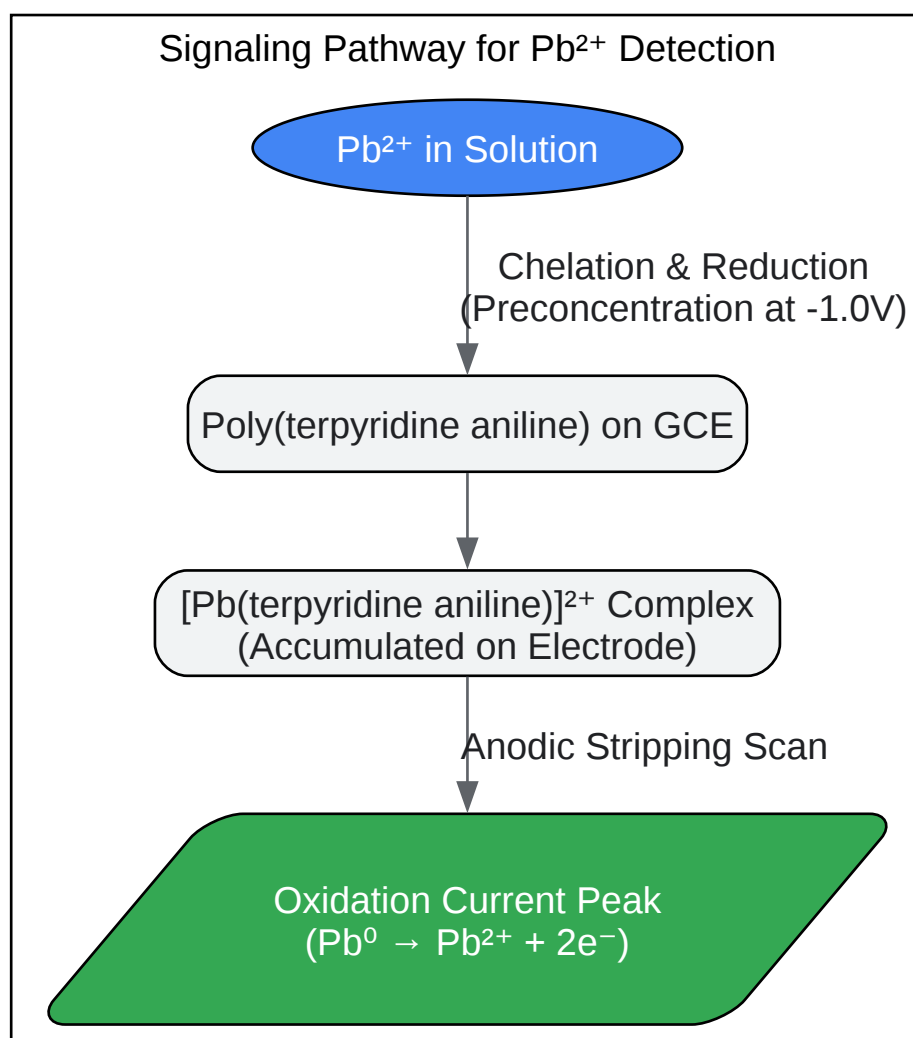 Signaling Pathway for Pb²⁺ Detection
Pb²⁺ in Solution
Chelation & Reduction
(Preconcentration at -1.0V)
Poly(terpyridine aniline) on GCE
[Pb(terpyridine aniline)]²⁺ Complex
(Accumulated on Electrode)
Anodic Stripping Scan
Oxidation Current Peak
(Pb⁰ → Pb²⁺ + 2e⁻)